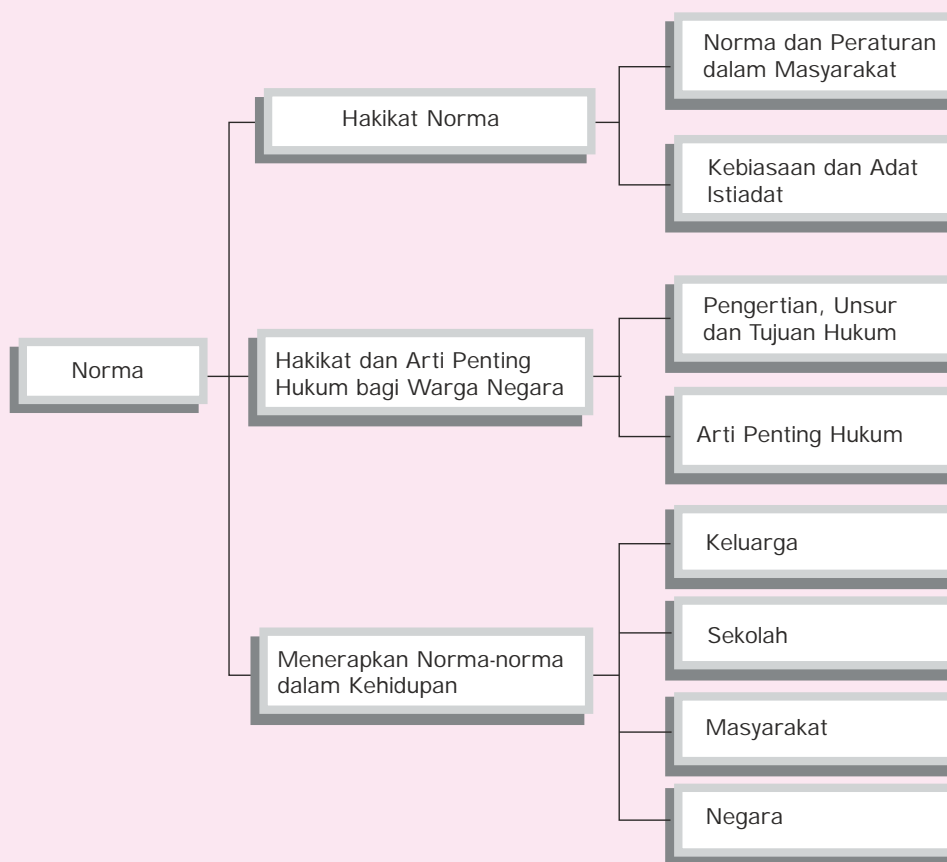 Norma
Hakikat Norma
Norma dan Peraturan
dalam Masyarakat
Kebiasaan dan Adat
Istiadat
Hakikat dan Arti Penting
Hukum bagi Warga Negara
Pengertian, Unsur
dan Tujuan Hukum
Arti Penting Hukum
Menerapkan Norma-norma
dalam Kehidupan
Keluarga
Sekolah
Masyarakat
Negara